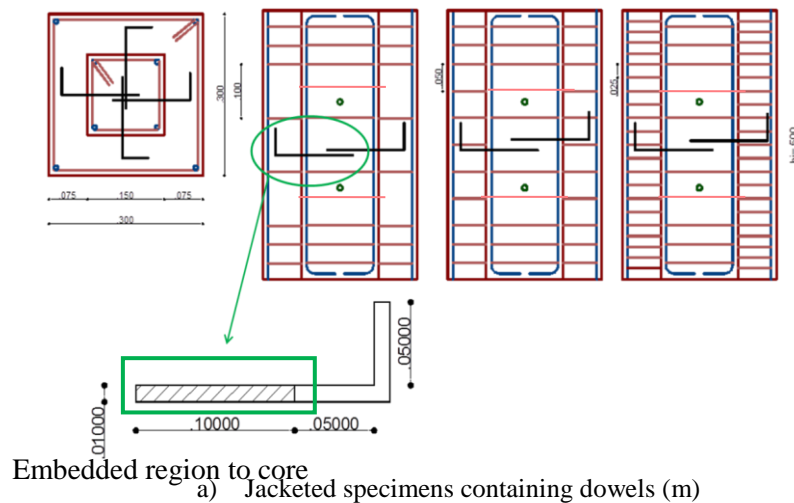 .300
.100
.050
.025
.075 .150 .075
.300
.05000
.01000
.10000 .05000
Embedded region to core
a) Jacketed specimens containing dowels (m)